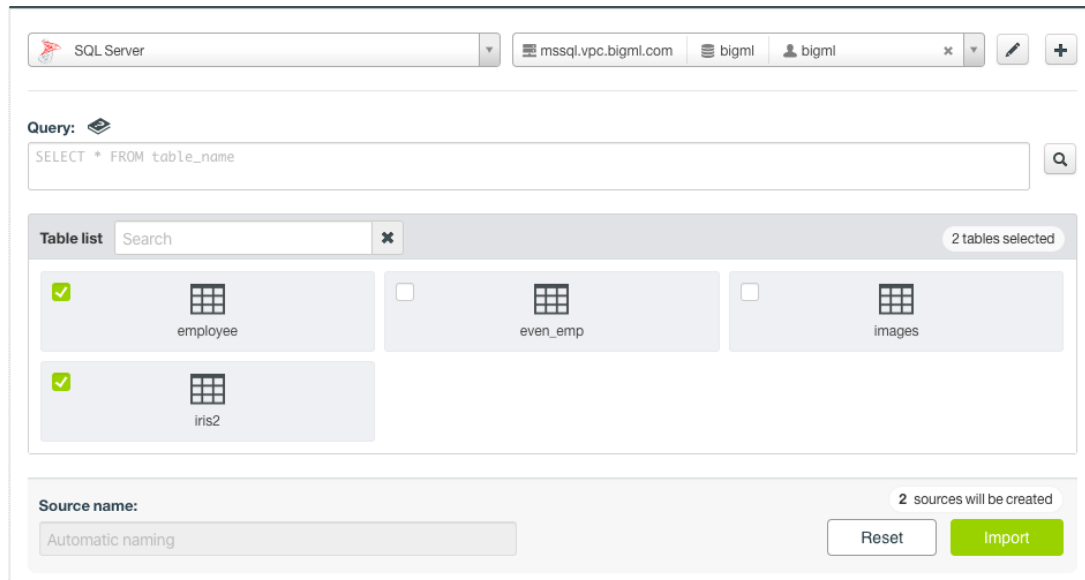 SQL Server mssql.vpc.bigml.com bigml bigml
Query:
SELECT * FROM table_name
Table list Search 2 tables selected
employee even_emp images
iris2
2 sources will be created
Source name:
Automatic naming Reset Import